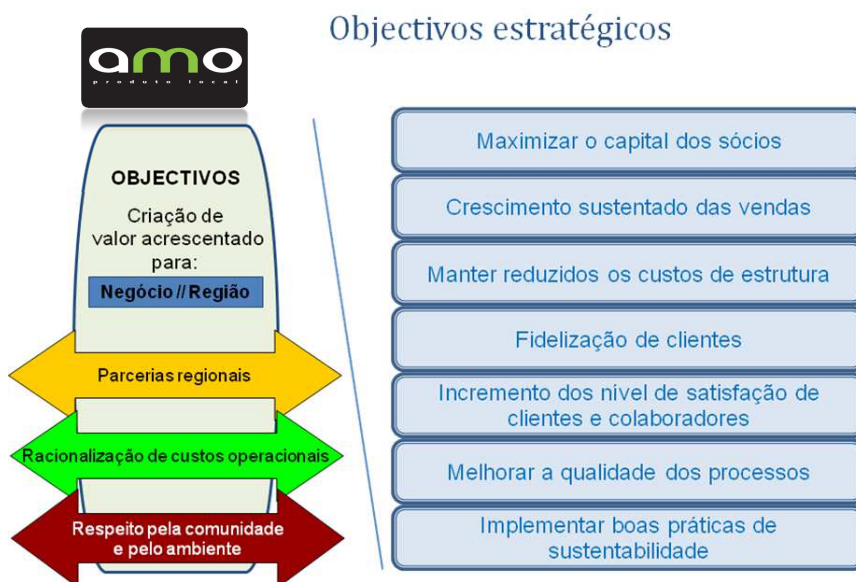 Objectivos estratégicos
amo
produto local
OBJECTIVOS
Criação de
valor acrescentado
para:
Negócio // Região
Parcerias regionais
Racionalização de custos operacionais
Respeito pela comunidade
e pelo ambiente
Maximizar o capital dos sócios
Crescimento sustentado das vendas
Manter reduzidos os custos de estrutura
Fidelização de clientes
Incremento dos nível de satisfação de
clientes e colaboradores
Melhorar a qualidade dos processos
Implementar boas práticas de
sustentabilidade